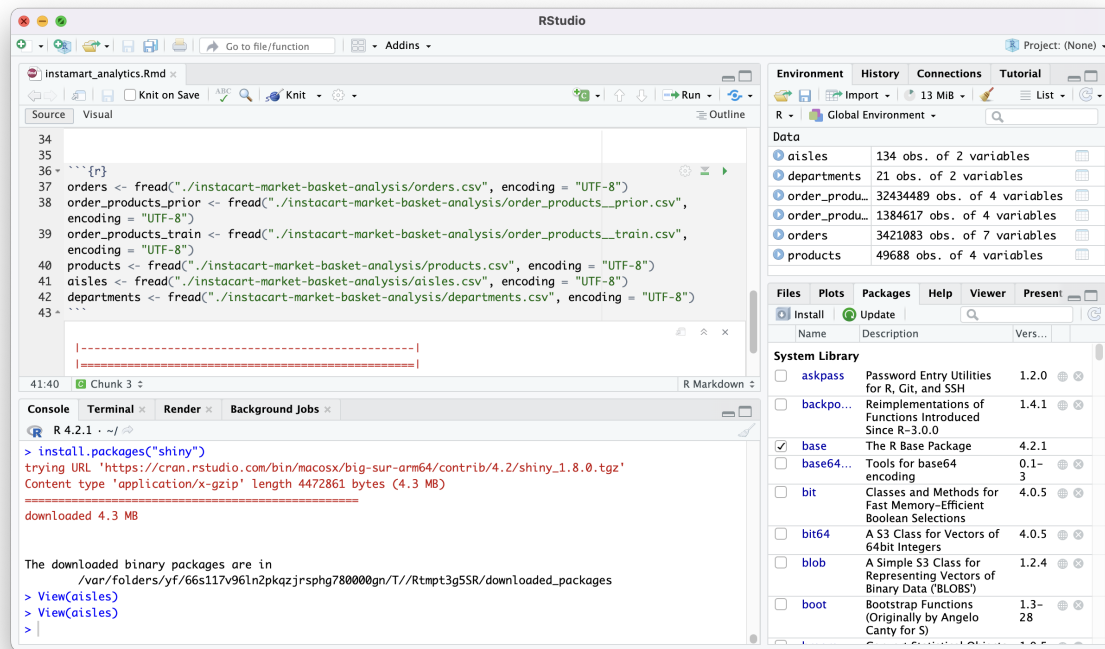 RStudio
Go to file/function
Addins
Project: (None)
instamart_analytics.Rmd
Knit on Save
ABC
Knit
Run
Source Visual
Outline
34
35
36 ```{r}
37 orders <- fread("./instacart-market-basket-analysis/orders.csv", encoding = "UTF-8")
38 order_products_prior <- fread("./instacart-market-basket-analysis/order_products__prior.csv",
encoding = "UTF-8")
39 order_products_train <- fread("./instacart-market-basket-analysis/order_products__train.csv",
encoding = "UTF-8")
40 products <- fread("./instacart-market-basket-analysis/products.csv", encoding = "UTF-8")
41 aisles <- fread("./instacart-market-basket-analysis/aisles.csv", encoding = "UTF-8")
42 departments <- fread("./instacart-market-basket-analysis/departments.csv", encoding = "UTF-8")
43 ```
|--------------------------------------------------|
|==================================================|
41:40 C Chunk 3 R Markdown
Console Terminal Render Background Jobs
R R 4.2.1 · ~/
> install.packages("shiny")
trying URL 'https://cran.rstudio.com/bin/macosx/big-sur-arm64/contrib/4.2/shiny_1.8.0.tgz'
Content type 'application/x-gzip' length 4472861 bytes (4.3 MB)
==================================================
downloaded 4.3 MB
The downloaded binary packages are in
/var/folders/yf/66s117v96ln2pkqzjrsphg780000gn/T//Rtmpt3g5SR/downloaded_packages
> View(aisles)
> View(aisles)
>
Environment History Connections Tutorial
Import 13 MiB List
R Global Environment
Data
aisles 134 obs. of 2 variables
departments 21 obs. of 2 variables
order_produ… 32434489 obs. of 4 variables
order_produ… 1384617 obs. of 4 variables
orders 3421083 obs. of 7 variables
products 49688 obs. of 4 variables
Files Plots Packages Help Viewer Present
Install Update
Name Description Vers...
System Library
askpass Password Entry Utilities 1.2.0
for R, Git, and SSH
backpo... Reimplementations of 1.4.1
Functions Introduced
Since R-3.0.0
base The R Base Package 4.2.1
base64... Tools for base64 0.1-
encoding 3
bit Classes and Methods for 4.0.5
Fast Memory-Efficient
Boolean Selections
bit64 A S3 Class for Vectors of 4.0.5
64bit Integers
blob A Simple S3 Class for 1.2.4
Representing Vectors of
Binary Data ('BLOBS')
boot Bootstrap Functions 1.3-
(Originally by Angelo 28
Canty for S)